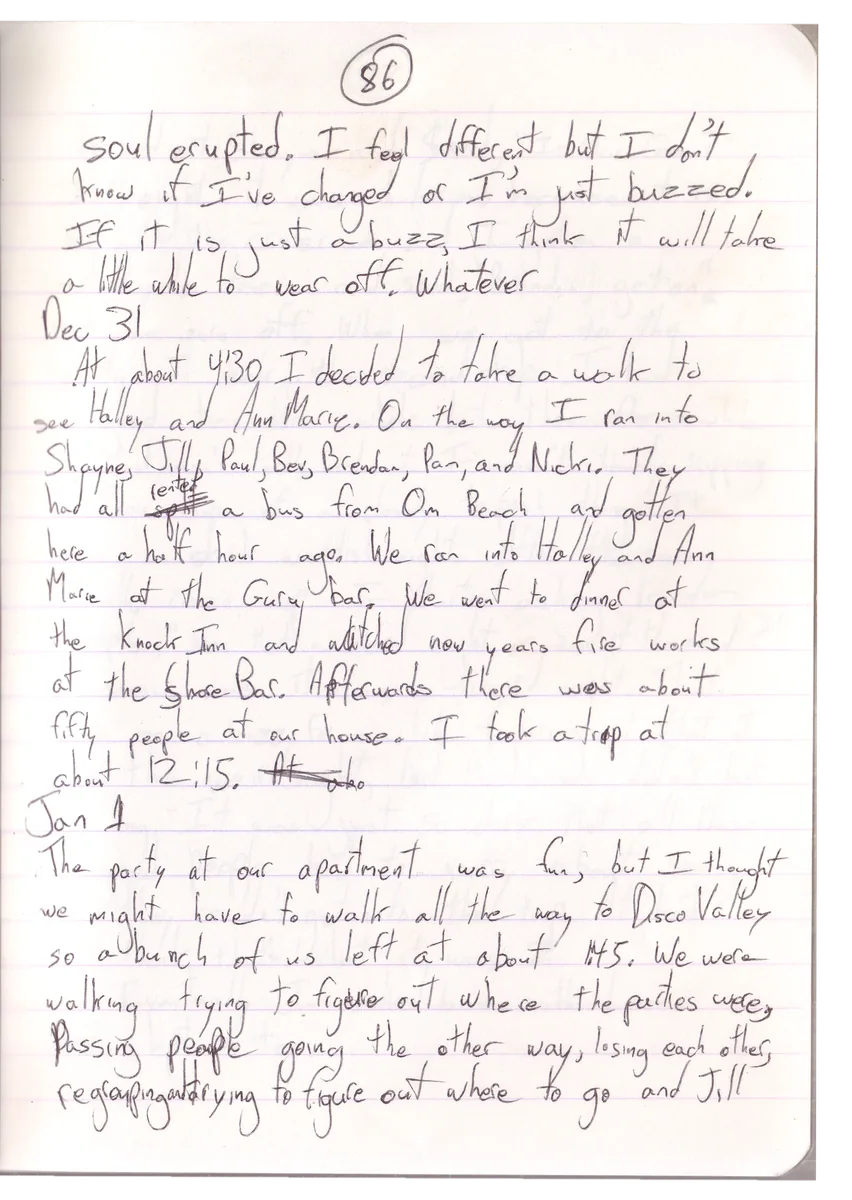 86
soul erupted. I feel different but I don't
know if I've changed or I'm just buzzed.
If it is just a buzz, I think it will take
a little while to wear off. Whatever
Dec 31
At about 4:30 I decided to take a walk to
see Halley and Ann Marie. On the way I ran into
Shayne, Jill, Paul, Bev, Brendan, Pam, and Nicki. They
had all rented a bus from Om Beach and gotten
here a half hour ago. We ran into Halley and Ann
Marie at the Guru bar. We went to dinner at
the Knock Inn and watched new years fire works
at the Shore Bar. Afterwards there was about
fifty people at our house. I took a trip at
about 12:15. At abo
Jan 1
The party at our apartment was fun, but I thought
we might have to walk all the way to Disco Valley
so a bunch of us left at about 1:45. We were
walking trying to figure out where the parties were,
Passing people going the other way, losing each other,
regrouping and trying to figure out where to go and Jill